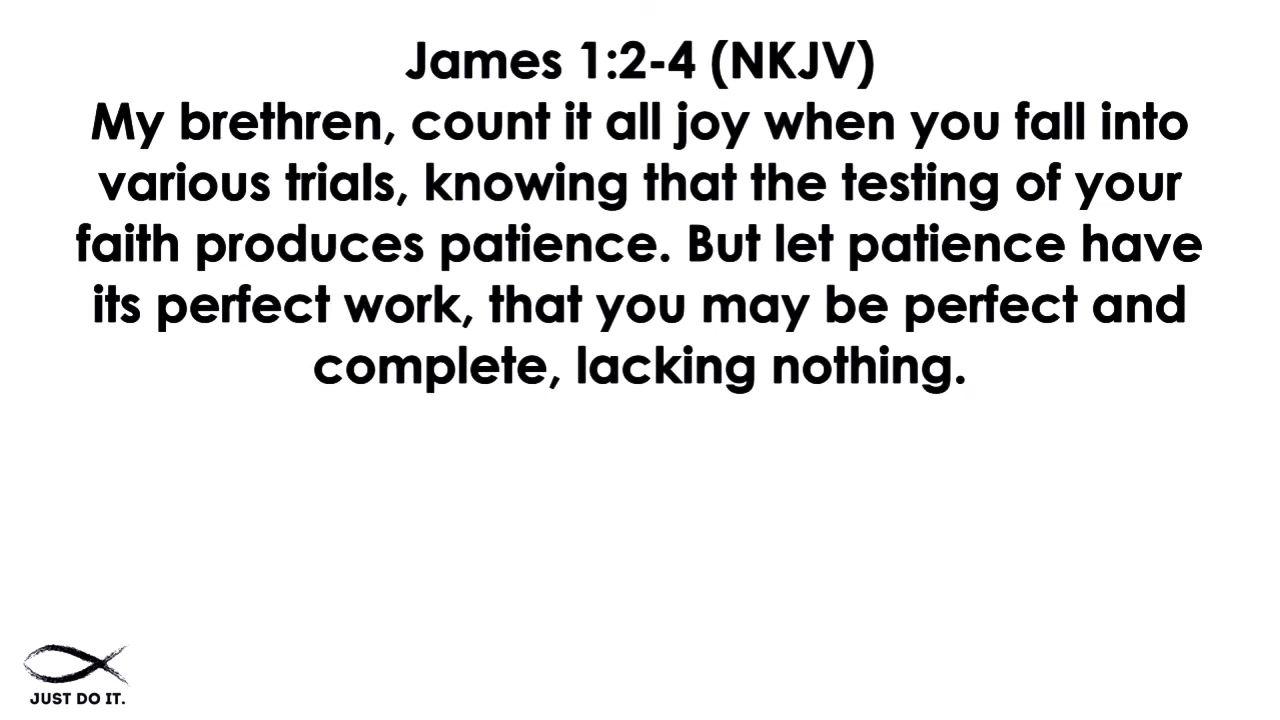 James 1:2-4 (NKJV)
My brethren, count it all joy when you fall into
various trials, knowing that the testing of your
faith produces patience. But let patience have
its perfect work, that you may be perfect and
complete, lacking nothing.
JUST DO IT.